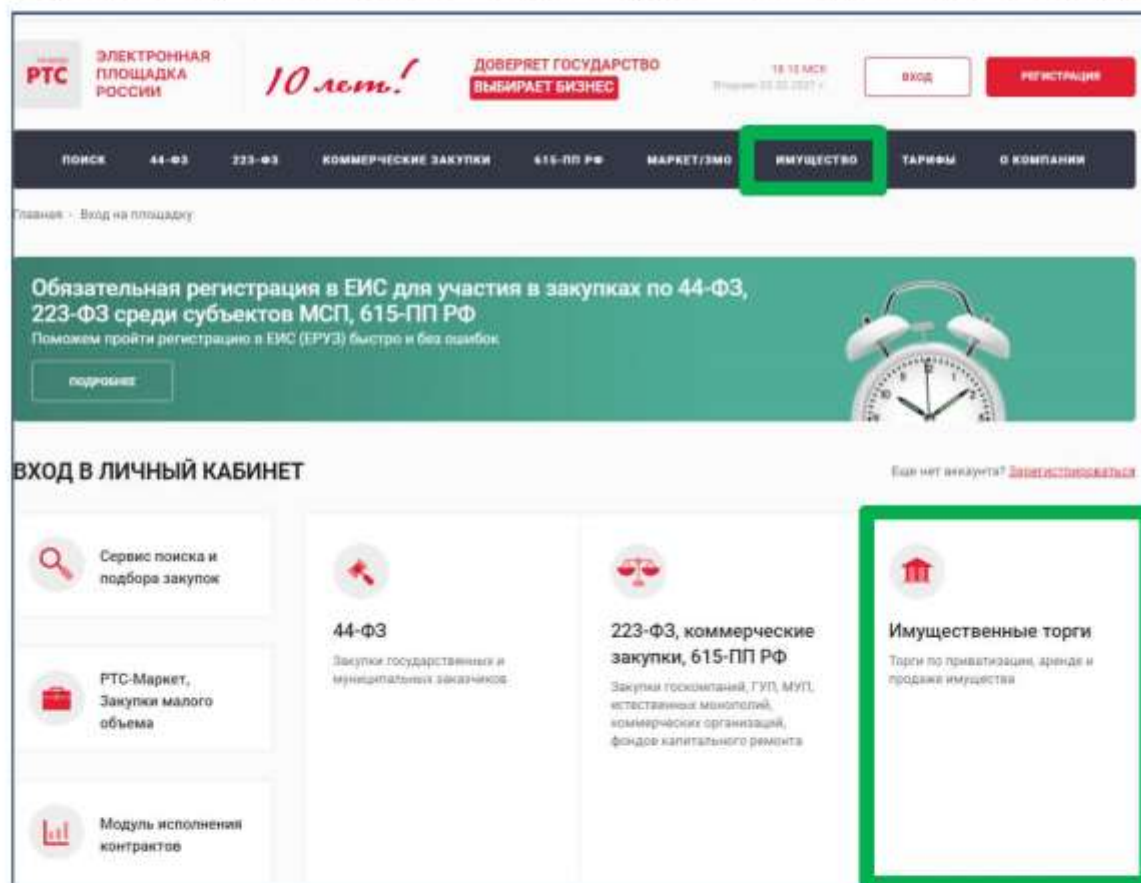 РТС
ЭЛЕКТРОННАЯ
ПЛОЩАДКА
РОССИИ
10 лет!
ДОВЕРЯЕТ ГОСУДАРСТВО
ВЫБИРАЕТ БИЗНЕС
ВХОД
РЕГИСТРАЦИЯ
ПОИСК 44-ФЗ 223-ФЗ КОММЕРЧЕСКИЕ ЗАКУПКИ 615-ПП РФ МАРКЕТ/ЗМО ИМУЩЕСТВО ТАРИФЫ О КОМПАНИИ
Главная - Вход на площадку
Обязательная регистрация в ЕИС для участия в закупках по 44-ФЗ,
223-ФЗ среди субъектов МСП, 615-ПП РФ
Поможем пройти регистрацию в ЕИС (ЕРУЗ) быстро и без ошибок
ПОДРОБНЕЕ
ВХОД В ЛИЧНЫЙ КАБИНЕТ
Еще нет аккаунта? Зарегистрироваться
Сервис поиска и
подбора закупок
РТС-Маркет,
Закупки малого
объема
Модуль исполнения
контрактов
44-ФЗ
Закупки государственных и
муниципальных заказчиков
223-ФЗ, коммерческие
закупки, 615-ПП РФ
Закупки госкомпаний, ГУП, МУП,
естественных монополий,
коммерческих организаций,
фондов капитального ремонта
Имущественные торги
Торги по приватизации, аренде и
продаже имущества